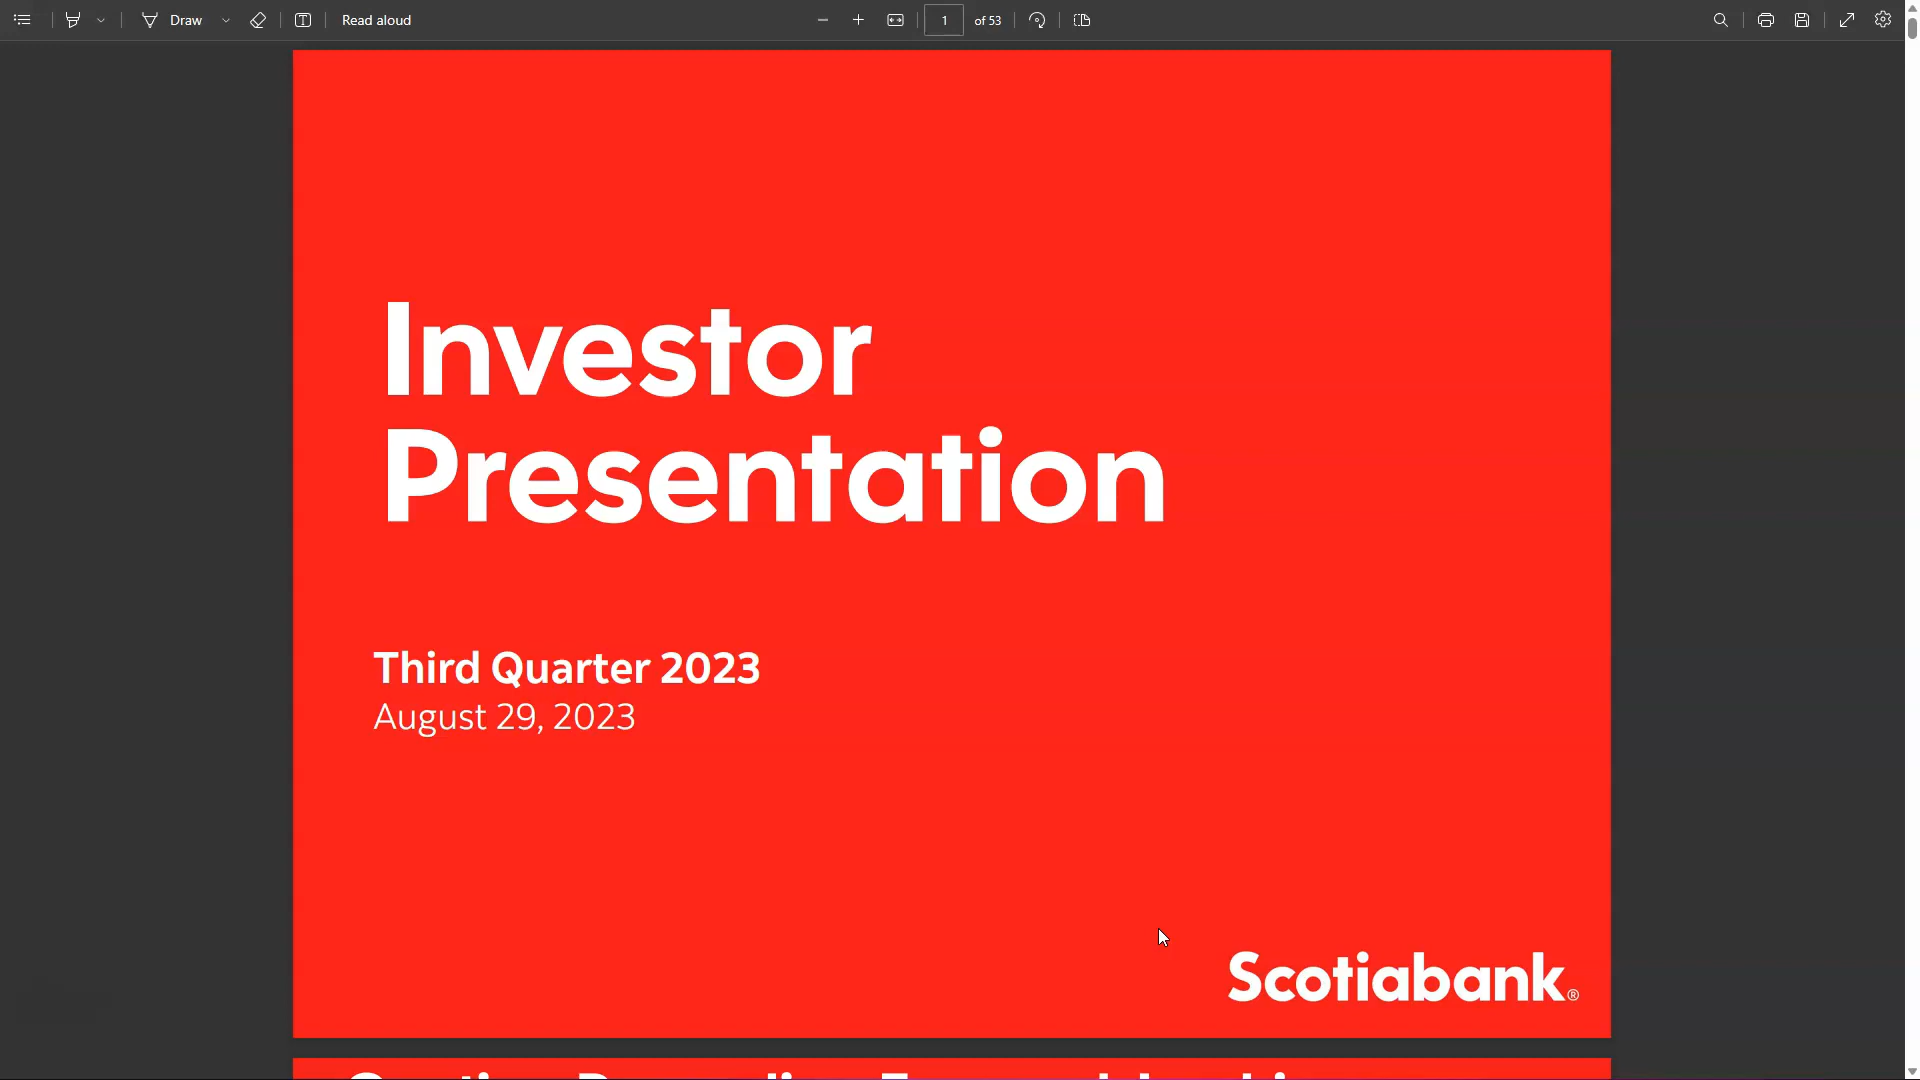 Draw
Read aloud
1 of 53
Investor
Presentation
Third Quarter 2023
August 29, 2023
Scotiabank®